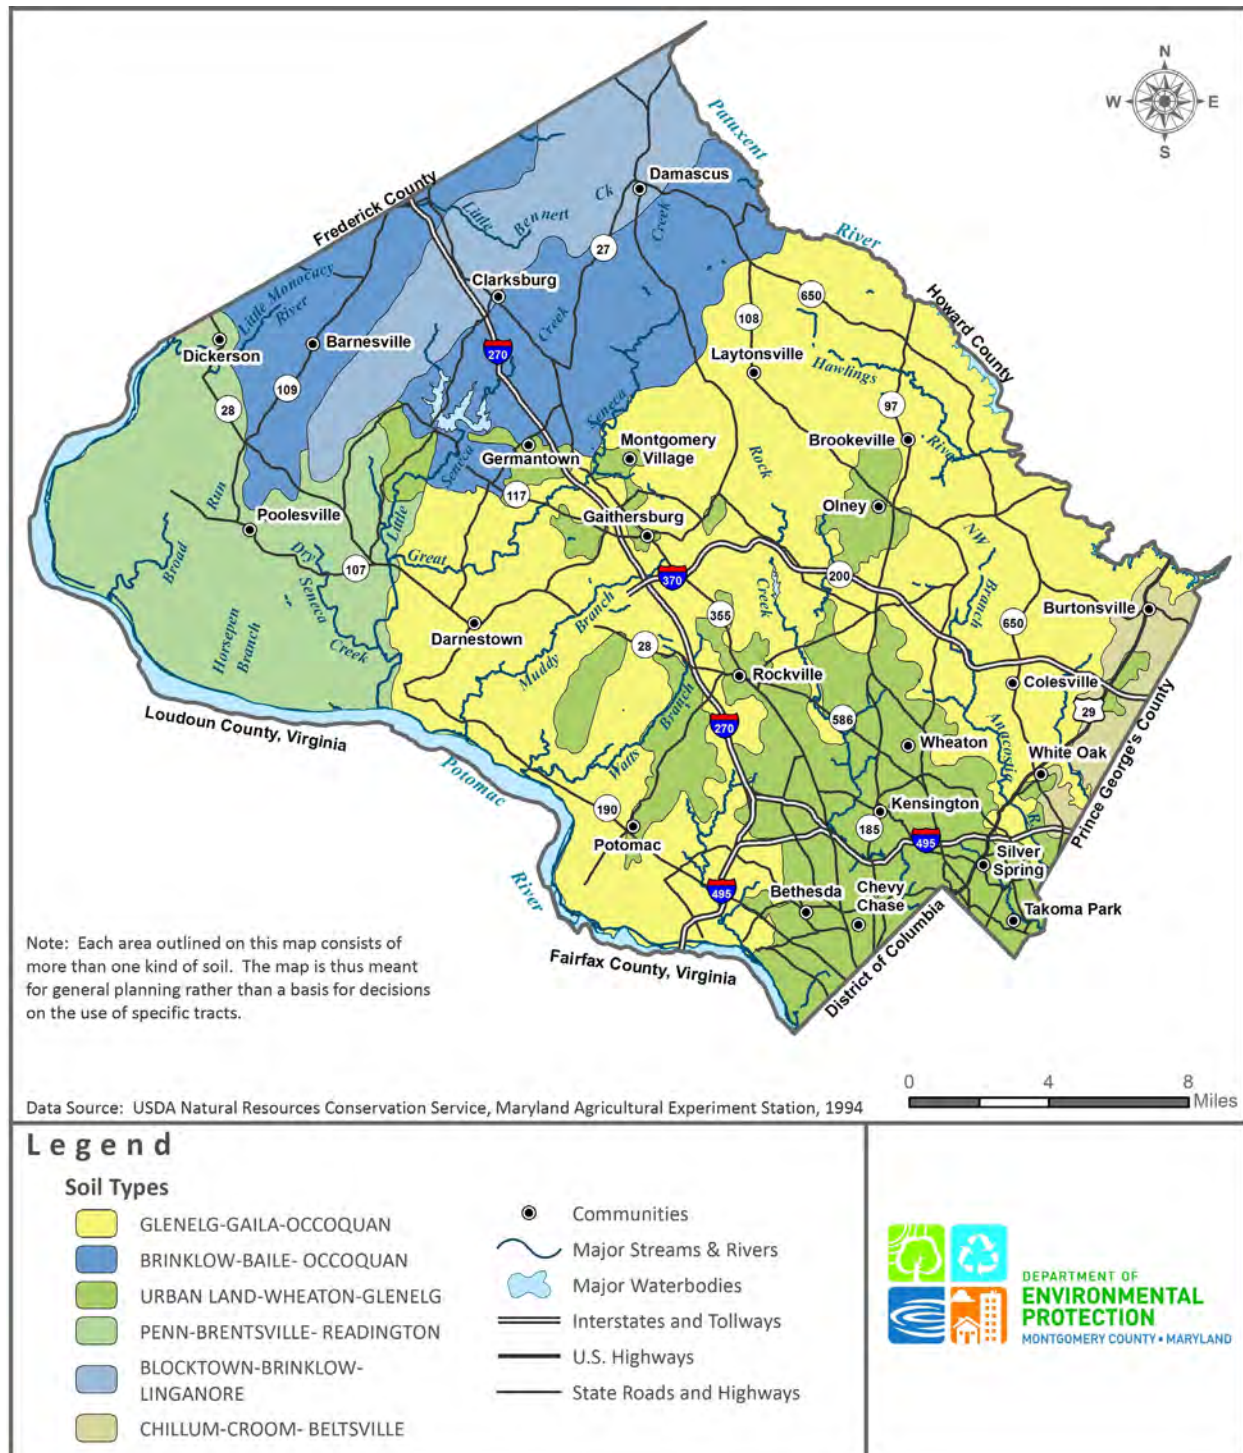 N
W E
S
Patuxent
River
Frederick County
Damascus
Little
Bennett
Ck
Creek
27
Clarksburg
Creek
650
108
Howard County
Little Monocacy
River
Dickerson
Barnesville
270
Laytonsville
Hawlings
River
109
28
Seneca
97
Brookeville
Germantown
Montgomery
Village
Seneca
Rock
117
Olney
Gaithersburg
Run
Poolesville
Little
Great
Broad
Dry
Seneca
Creek
107
370
200
NW
Branch
Creek
Burtonsville
650
355
Darnestown
Muddy
Branch
28
Horsepen
Branch
Rockville
Colesville
29
Loudoun County, Virginia
Watts
Branch
270
586
Wheaton
Anacostia
R.
White Oak
Prince George's County
Potomac
River
190
Potomac
Kensington
185
495
Silver
Spring
495
Bethesda
Chevy
Chase
Takoma Park
District of Columbia
Fairfax County, Virginia
Note: Each area outlined on this map consists of
more than one kind of soil. The map is thus meant
for general planning rather than a basis for decisions
on the use of specific tracts.
0 4 8
Miles
Data Source: USDA Natural Resources Conservation Service, Maryland Agricultural Experiment Station, 1994
Legend
Soil Types
GLENELG-GAILA-OCCOQUAN
BRINKLOW-BAILE- OCCOQUAN
URBAN LAND-WHEATON-GLENELG
PENN-BRENTSVILLE- READINGTON
BLOCKTOWN-BRINKLOW-
LINGANORE
CHILLUM-CROOM- BELTSVILLE
Communities
Major Streams & Rivers
Major Waterbodies
Interstates and Tollways
U.S. Highways
State Roads and Highways
DEPARTMENT OF
ENVIRONMENTAL
PROTECTION
MONTGOMERY COUNTY • MARYLAND